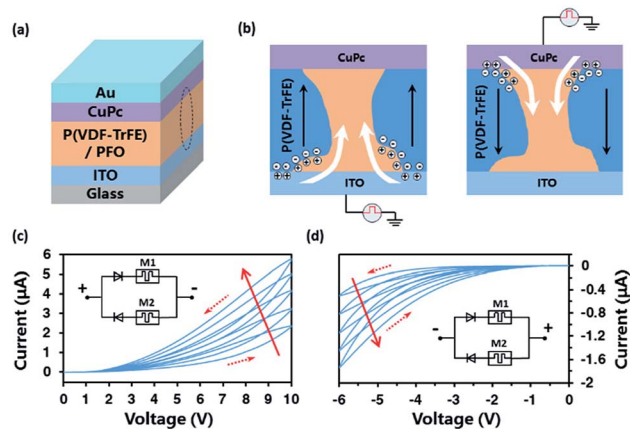 (a)
Au
CuPc
P(VDF-TrFE)
/ PFO
ITO
Glass
(b)
CuPc
P(VDF-TrFE)
ITO
CuPc
P(VDF-TrFE)
ITO
(c)
Current (μA)
6
5
4
3
2
1
0
M1
+
-
M2
0 1 2 3 4 5 6 7 8 9 10
Voltage (V)
(d)
M1
-
+
M2
0
-0.4
-0.8
-1.2
-1.6
-2
Current (μA)
-6 -5 -4 -3 -2 -1 0
Voltage (V)